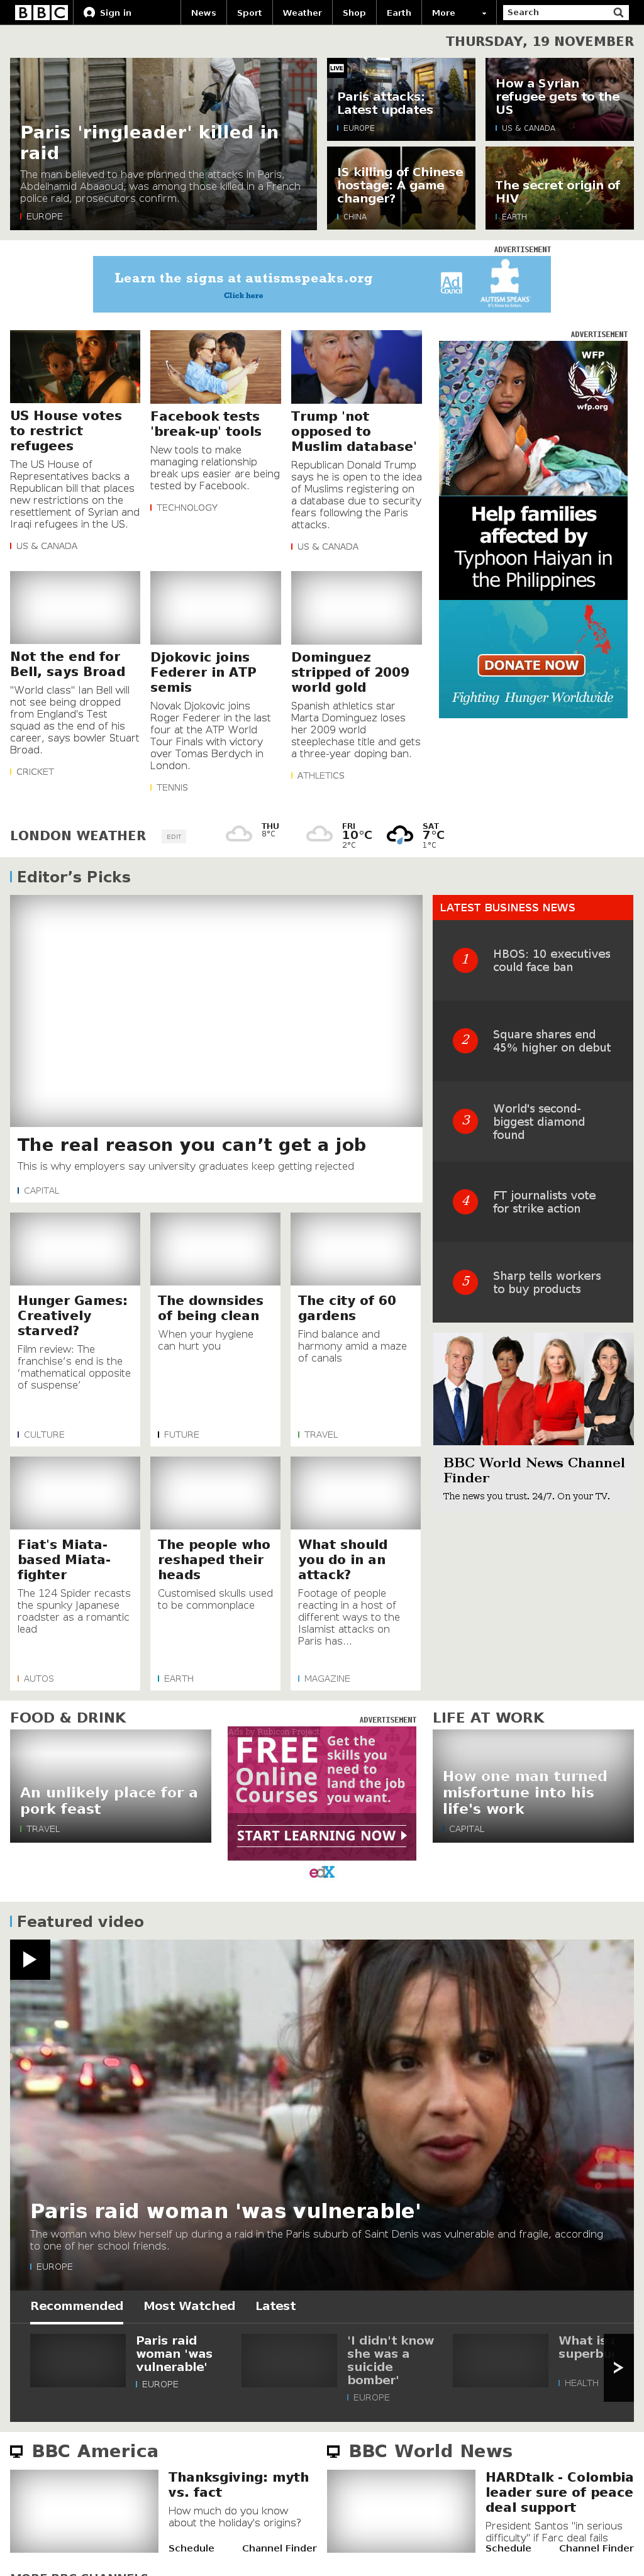 BBC
Sign in
News
Sport
Weather
Shop
Earth
More
Search
THURSDAY, 19 NOVEMBER
Paris 'ringleader' killed in
raid
The man believed to have planned the attacks in Paris,
Abdelhamid Abaaoud, was among those killed in a French
police raid, prosecutors confirm.
EUROPE
LIVE
Paris attacks:
Latest updates
EUROPE
How a Syrian
refugee gets to the
US
US & CANADA
IS killing of Chinese
hostage: A game
changer?
CHINA
The secret origin of
HIV
EARTH
ADVERTISEMENT
Learn the signs at autismspeaks.org
Click here
Ad
Council
AUTISM SPEAKS
It's time to listen.
ADVERTISEMENT
WFP
wfp.org
Help families
affected by
Typhoon Haiyan in
the Philippines
DONATE NOW
Fighting Hunger Worldwide
US House votes
to restrict
refugees
The US House of
Representatives backs a
Republican bill that places
new restrictions on the
resettlement of Syrian and
Iraqi refugees in the US.
US & CANADA
Facebook tests
'break-up' tools
New tools to make
managing relationship
break ups easier are being
tested by Facebook.
TECHNOLOGY
Trump 'not
opposed to
Muslim database'
Republican Donald Trump
says he is open to the idea
of Muslims registering on
a database due to security
fears following the Paris
attacks.
US & CANADA
Not the end for
Bell, says Broad
"World class" Ian Bell will
not see being dropped
from England's Test
squad as the end of his
career, says bowler Stuart
Broad.
CRICKET
Djokovic joins
Federer in ATP
semis
Novak Djokovic joins
Roger Federer in the last
four at the ATP World
Tour Finals with victory
over Tomas Berdych in
London.
TENNIS
Dominguez
stripped of 2009
world gold
Spanish athletics star
Marta Dominguez loses
her 2009 world
steeplechase title and gets
a three-year doping ban.
ATHLETICS
LONDON WEATHER
EDIT
THU
8°C
FRI
10°C
2°C
SAT
7°C
1°C
Editor’s Picks
The real reason you can’t get a job
This is why employers say university graduates keep getting rejected
CAPITAL
LATEST BUSINESS NEWS
1
HBOS: 10 executives
could face ban
2
Square shares end
45% higher on debut
3
World's second-
biggest diamond
found
4
FT journalists vote
for strike action
5
Sharp tells workers
to buy products
Hunger Games:
Creatively
starved?
Film review: The
franchise’s end is the
‘mathematical opposite
of suspense’
CULTURE
The downsides
of being clean
When your hygiene
can hurt you
FUTURE
The city of 60
gardens
Find balance and
harmony amid a maze
of canals
TRAVEL
BBC World News Channel
Finder
The news you trust. 24/7. On your TV.
Fiat's Miata-
based Miata-
fighter
The 124 Spider recasts
the spunky Japanese
roadster as a romantic
lead
AUTOS
The people who
reshaped their
heads
Customised skulls used
to be commonplace
EARTH
What should
you do in an
attack?
Footage of people
reacting in a host of
different ways to the
Islamist attacks on
Paris has...
MAGAZINE
FOOD & DRINK
An unlikely place for a
pork feast
TRAVEL
ADVERTISEMENT
Ads by Rubicon-Project
FREE
Online
Courses
Get the
skills you
need to
land the job
you want.
START LEARNING NOW
edX
LIFE AT WORK
How one man turned
misfortune into his
life's work
CAPITAL
Featured video
Paris raid woman 'was vulnerable'
The woman who blew herself up during a raid in the Paris suburb of Saint Denis was vulnerable and fragile, according
to one of her school friends.
EUROPE
Recommended
Most Watched
Latest
Paris raid
woman 'was
vulnerable'
EUROPE
'I didn't know
she was a
suicide
bomber'
EUROPE
What is
HEALTH
BBC America
Thanksgiving: myth
vs. fact
How much do you know
about the holiday's origins?
Schedule
Channel Finder
BBC World News
HARDtalk - Colombia
leader sure of peace
deal support
President Santos "in serious
difficulty" if Farc deal fails
Schedule
Channel Finder